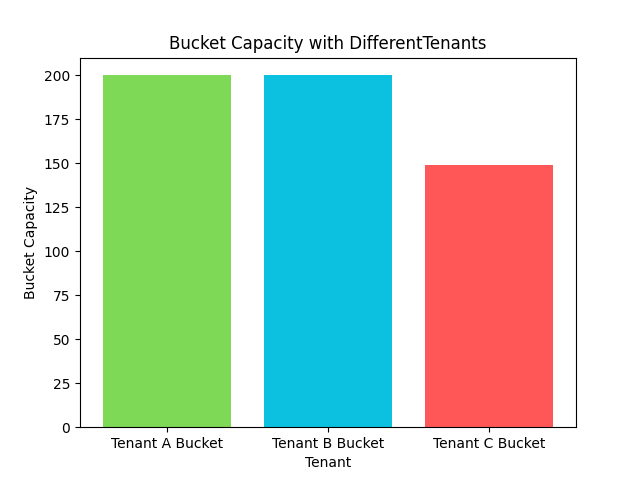 Bucket Capacity with DifferentTenants
200
175
150
125
100
75
50
25
0
Bucket Capacity
Tenant A Bucket Tenant B Bucket Tenant C Bucket
Tenant